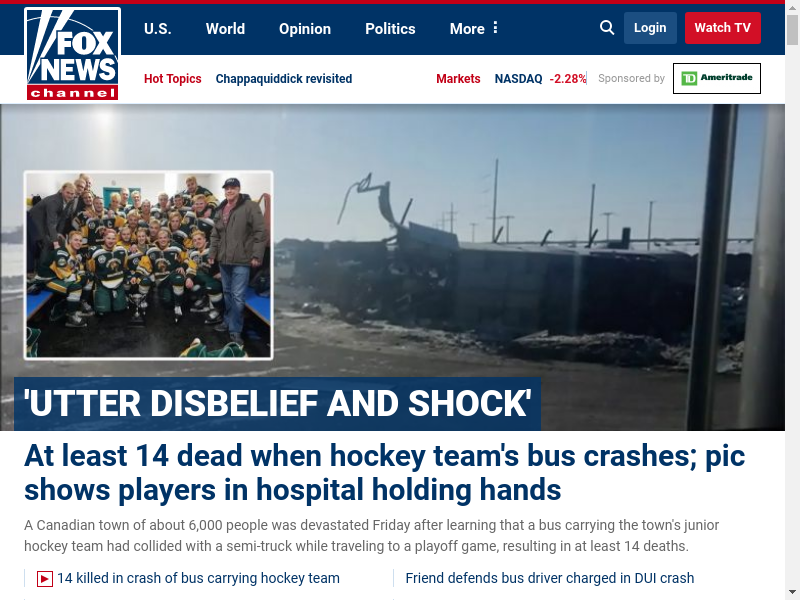 U.S. World Opinion Politics More Login Watch TV
FOX
NEWS
channel
Hot Topics Chappaquiddick revisited Markets NASDAQ -2.28% Sponsored by TD Ameritrade
'UTTER DISBELIEF AND SHOCK'
At least 14 dead when hockey team's bus crashes; pic
shows players in hospital holding hands
A Canadian town of about 6,000 people was devastated Friday after learning that a bus carrying the town's junior
hockey team had collided with a semi-truck while traveling to a playoff game, resulting in at least 14 deaths.
14 killed in crash of bus carrying hockey team
Friend defends bus driver charged in DUI crash